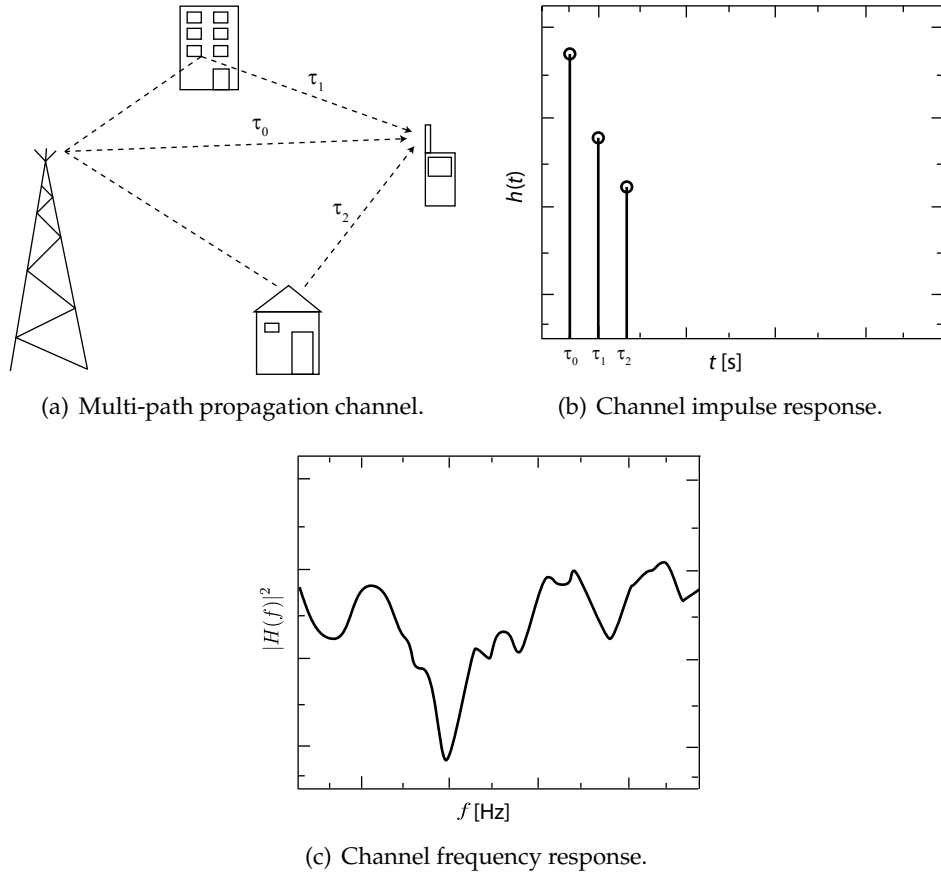 τ₁
τ₀
τ₂
(a) Multi-path propagation channel.
h(t)
τ₀ τ₁ τ₂
t [s]
(b) Channel impulse response.
|H(f)|²
f [Hz]
(c) Channel frequency response.